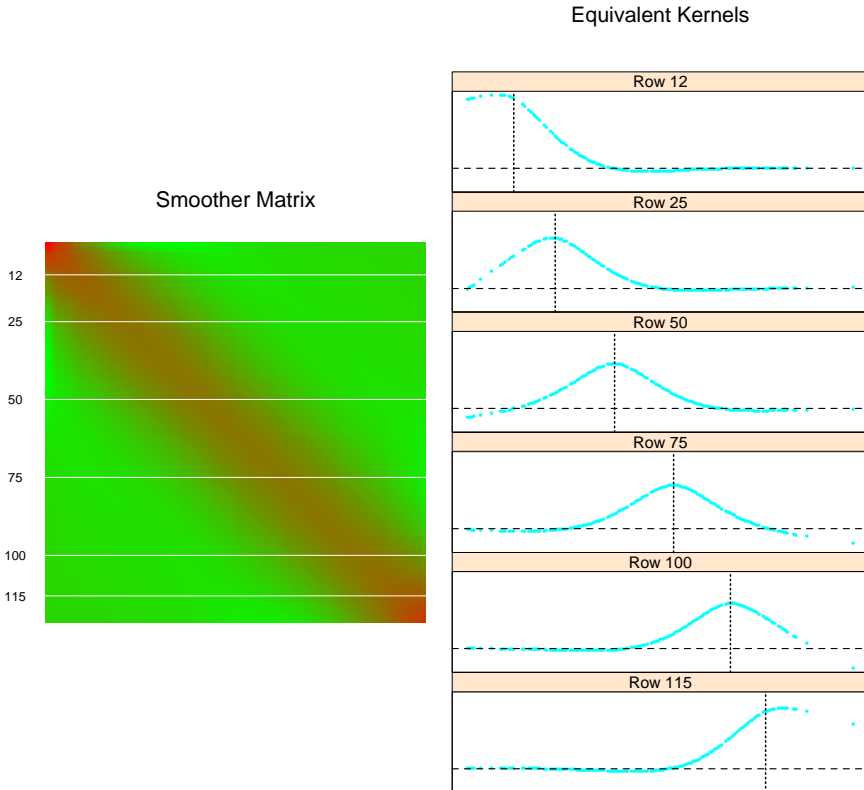 Equivalent Kernels
Row 12
Smoother Matrix
Row 25
12
25
Row 50
50
Row 75
75
100
Row 100
115
Row 115